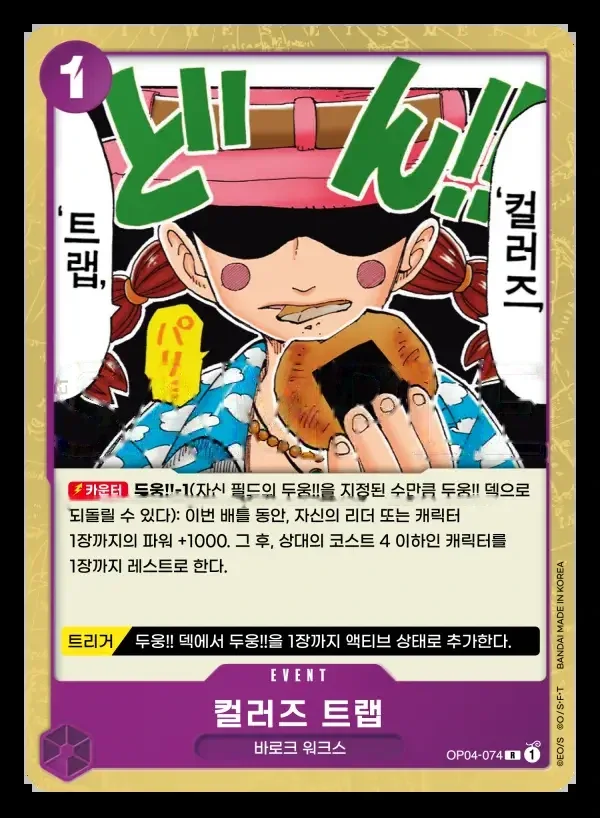 1
どん!!
'컬러즈'
'트랩,
パリ
카운터 두웅!!-1(자신 필드의 두웅!!을 지정된 수만큼 두웅!! 덱으로
되돌릴 수 있다): 이번 배틀 동안, 자신의 리더 또는 캐릭터
1장까지의 파워 +1000. 그 후, 상대의 코스트 4 이하인 캐릭터를
1장까지 레스트로 한다.
트리거 두웅!! 덱에서 두웅!!을 1장까지 액티브 상태로 추가한다.
EVENT
컬러즈 트랩
바로크 워크스
OP04-074 R 1
©EO/S ©O/S·F·T BANDAI MADE IN KOREA